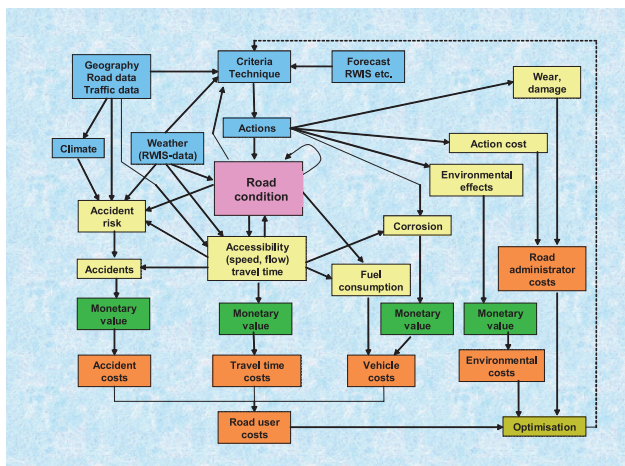 Geography
Road data
Traffic data
Criteria
Technique
Forecast
RWIS etc.
Wear,
damage
Climate
Weather
(RWIS-data)
Actions
Action cost
Environmental
effects
Road
condition
Accident
risk
Accessibility
(speed, flow)
travel time
Corrosion
Road
administrator
costs
Accidents
Fuel
consumption
Monetary
value
Monetary
value
Monetary
value
Monetary
value
Accident
costs
Travel time
costs
Vehicle
costs
Environmental
costs
Road user
costs
Optimisation